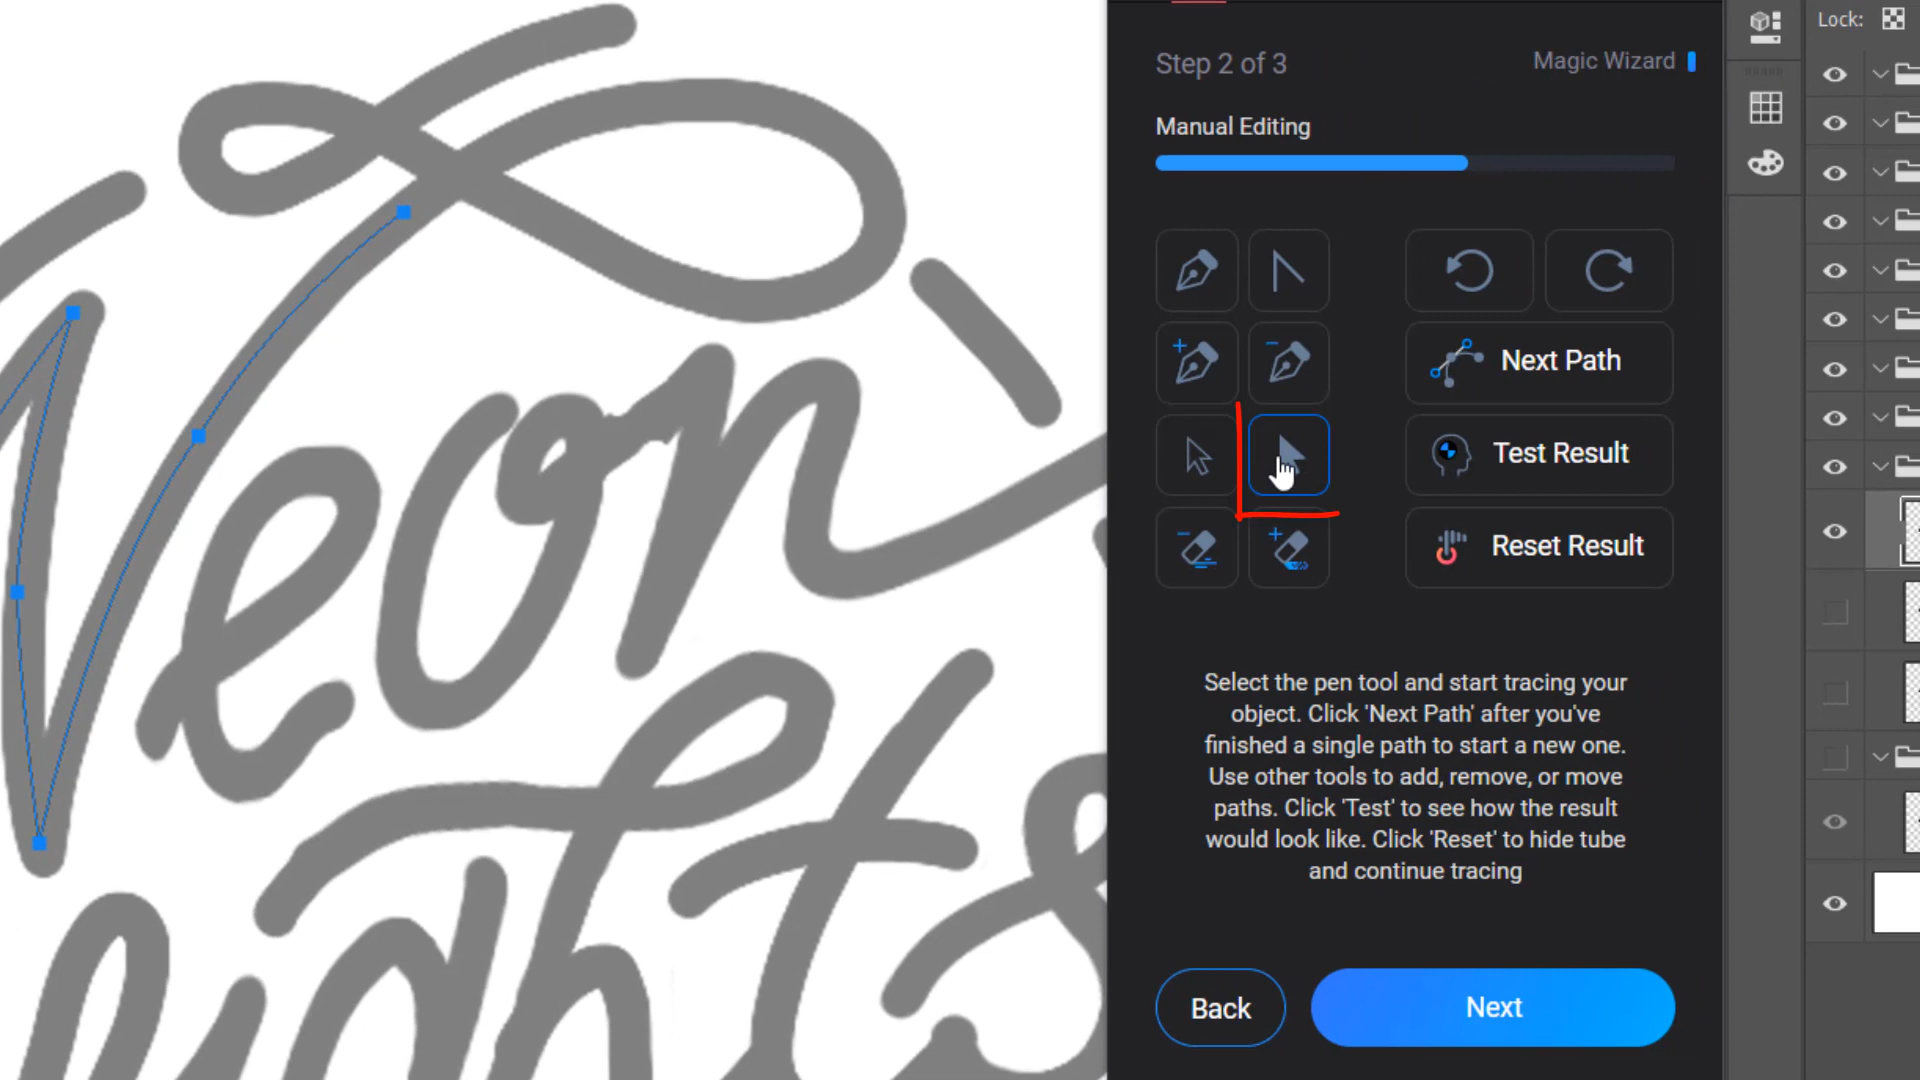 Step 2 of 3
Magic Wizard
Lock:
Manual Editing
Next Path
Test Result
Reset Result
Select the pen tool and start tracing your
object. Click 'Next Path' after you've
finished a single path to start a new one.
Use other tools to add, remove, or move
paths. Click 'Test' to see how the result
would look like. Click 'Reset' to hide tube
and continue tracing
Back
Next
Neon
lights